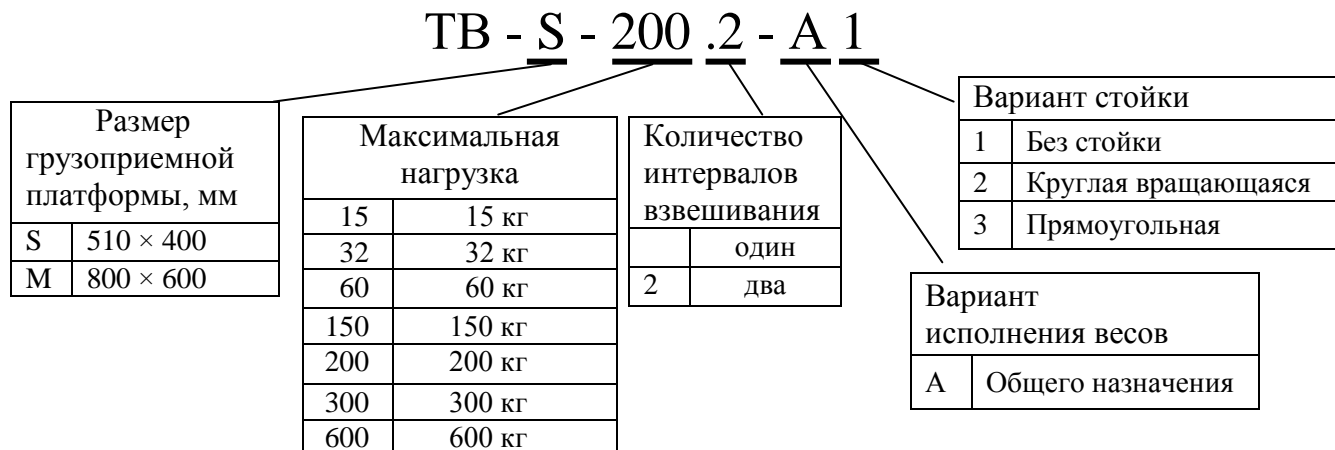 ТВ - S - 200 .2 - А 1
Размер
грузоприемной
платформы, мм
S 510 × 400
M 800 × 600
Максимальная
нагрузка
15 15 кг
32 32 кг
60 60 кг
150 150 кг
200 200 кг
300 300 кг
600 600 кг
Количество
интервалов
взвешивания
один
2 два
Вариант стойки
1 Без стойки
2 Круглая вращающаяся
3 Прямоугольная
Вариант
исполнения весов
А Общего назначения